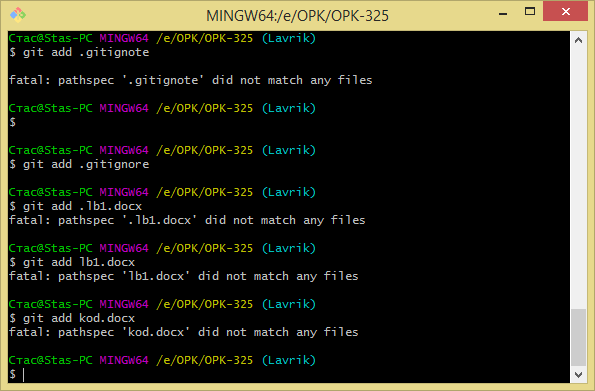 MINGW64:/e/OPK/OPK-325
Стас@Stas-PC MINGW64 /e/OPK/OPK-325 (Lavrik)
$ git add .gitignote
fatal: pathspec '.gitignote' did not match any files
Стас@Stas-PC MINGW64 /e/OPK/OPK-325 (Lavrik)
$
Стас@Stas-PC MINGW64 /e/OPK/OPK-325 (Lavrik)
$ git add .gitignore
Стас@Stas-PC MINGW64 /e/OPK/OPK-325 (Lavrik)
$ git add .lb1.docx
fatal: pathspec '.lb1.docx' did not match any files
Стас@Stas-PC MINGW64 /e/OPK/OPK-325 (Lavrik)
$ git add lb1.docx
fatal: pathspec 'lb1.docx' did not match any files
Стас@Stas-PC MINGW64 /e/OPK/OPK-325 (Lavrik)
$ git add kod.docx
fatal: pathspec 'kod.docx' did not match any files
Стас@Stas-PC MINGW64 /e/OPK/OPK-325 (Lavrik)
$